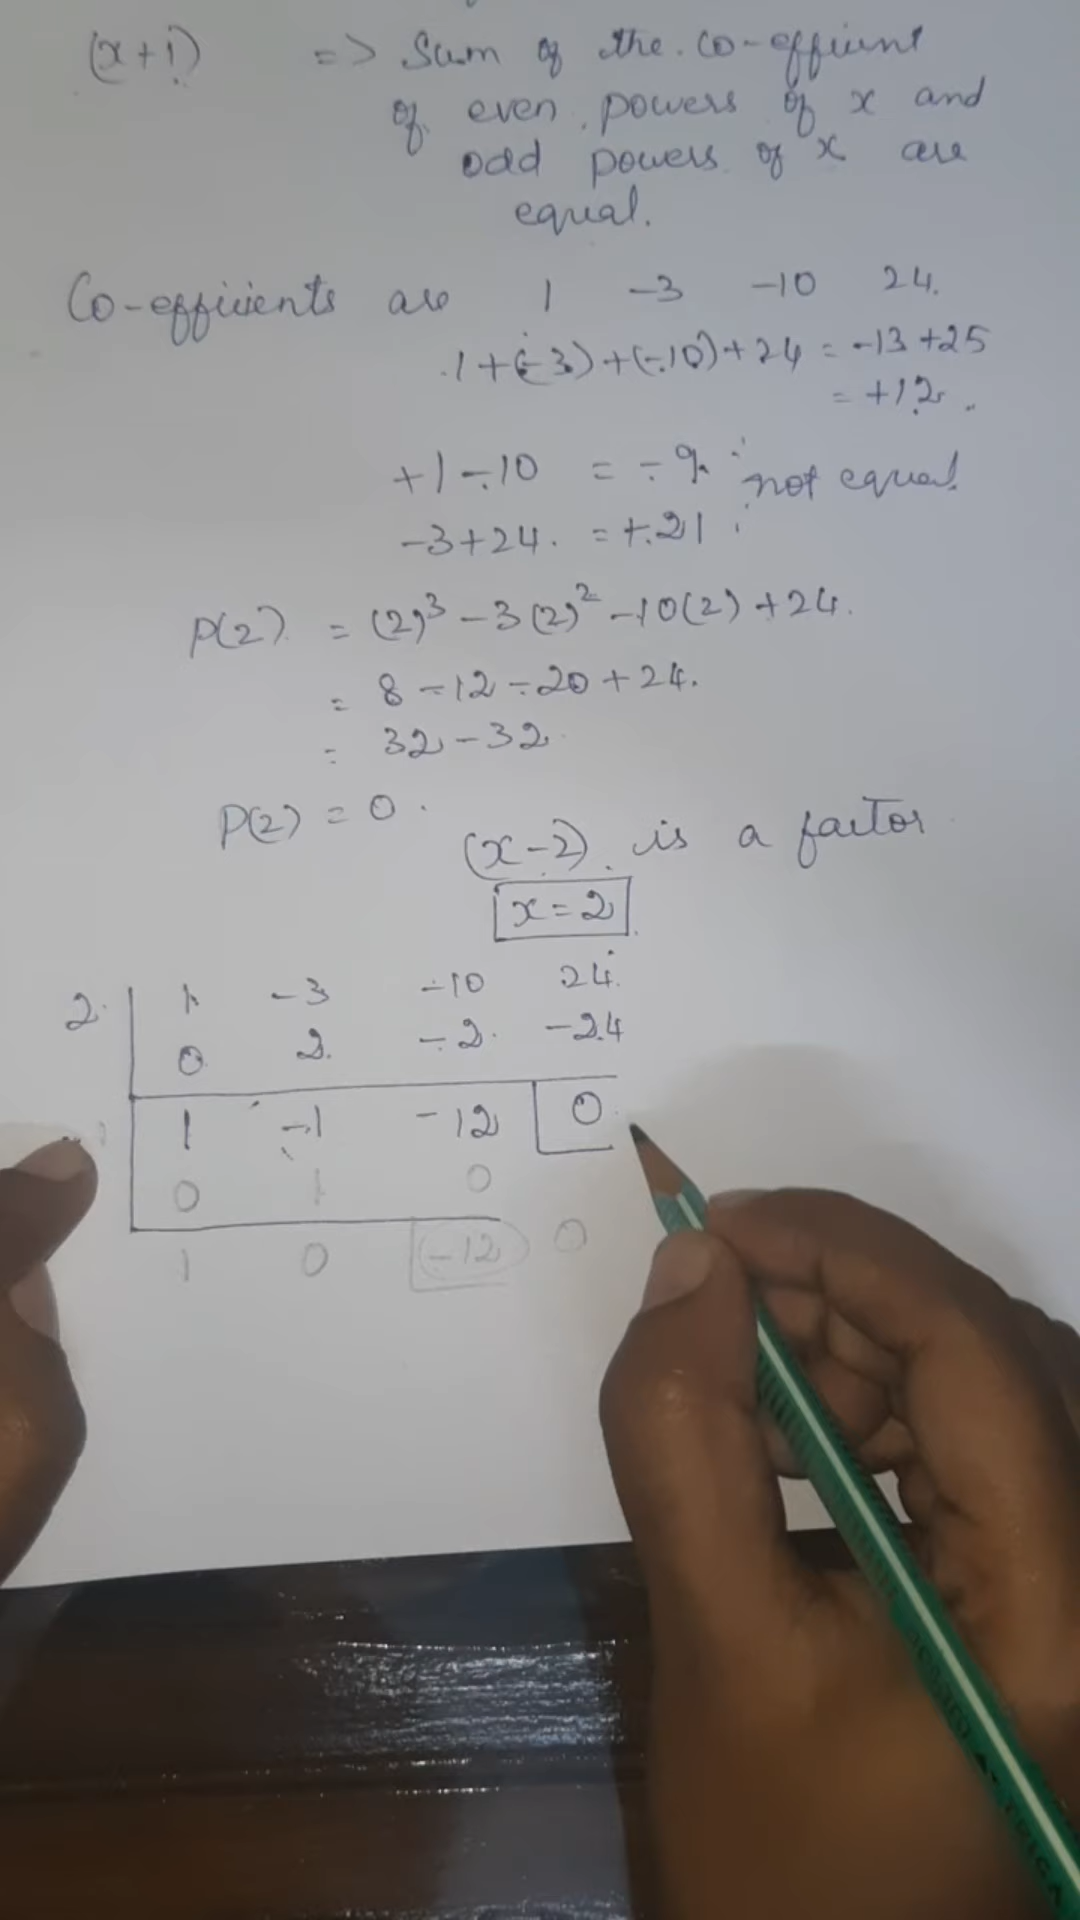 (x+1) => Sum of the co-effiient
of even powers of x and
odd powers of x are
equal.
Co-effiients are 1 -3 -10 24.
1+(-3)+(-10)+24 = -13+25
= +12
+1-10 = -9
not equal
-3+24. = +21
P(2) = (2)³ - 3(2)² - 10(2) + 24.
= 8 - 12 - 20 + 24.
= 32 - 32
P(2) = 0.
(x-2) is a factor
x=2
2 1 -3 -10 24
0 2 -2 -24
1 -1 -12 0
0 1 0
1 0 -12 0